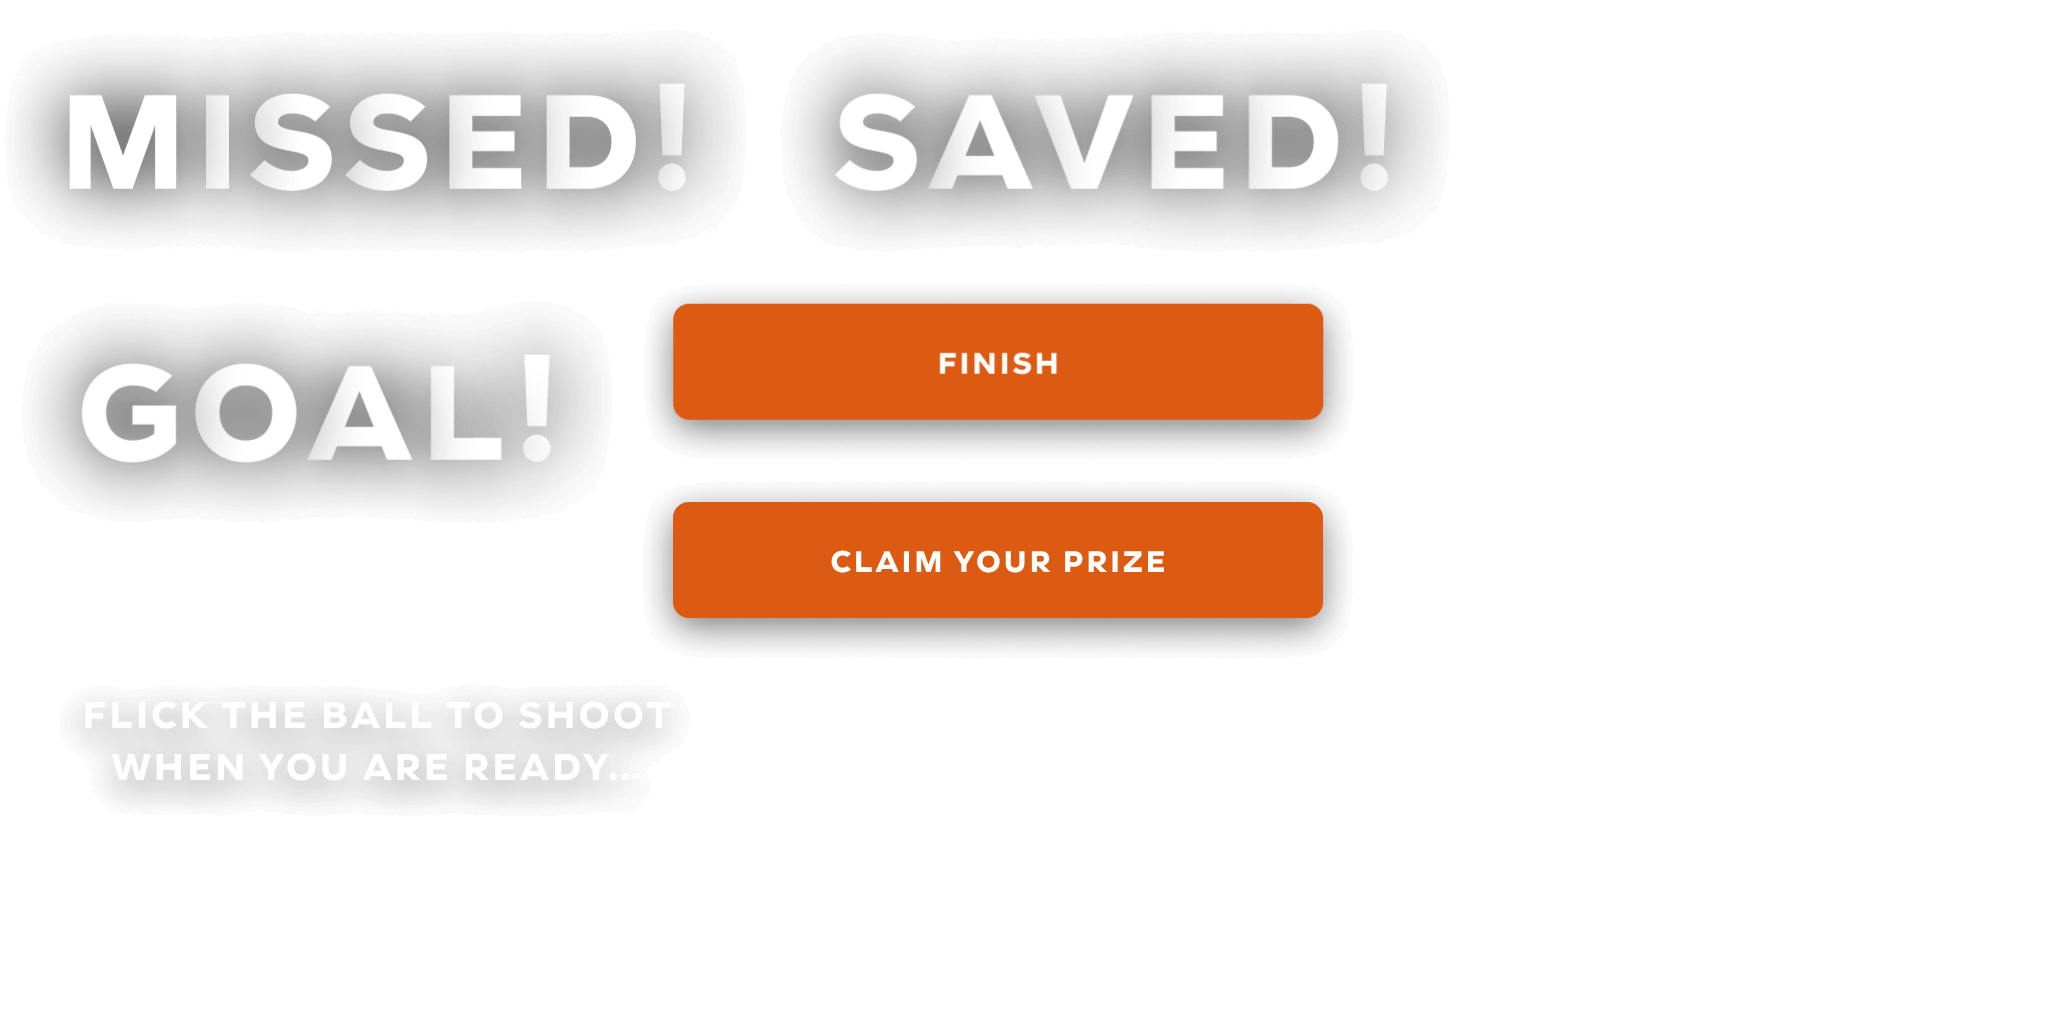 MISSED!
SAVED!
GOAL!
FINISH
CLAIM YOUR PRIZE
FLICK THE BALL TO SHOOT
WHEN YOU ARE READY...